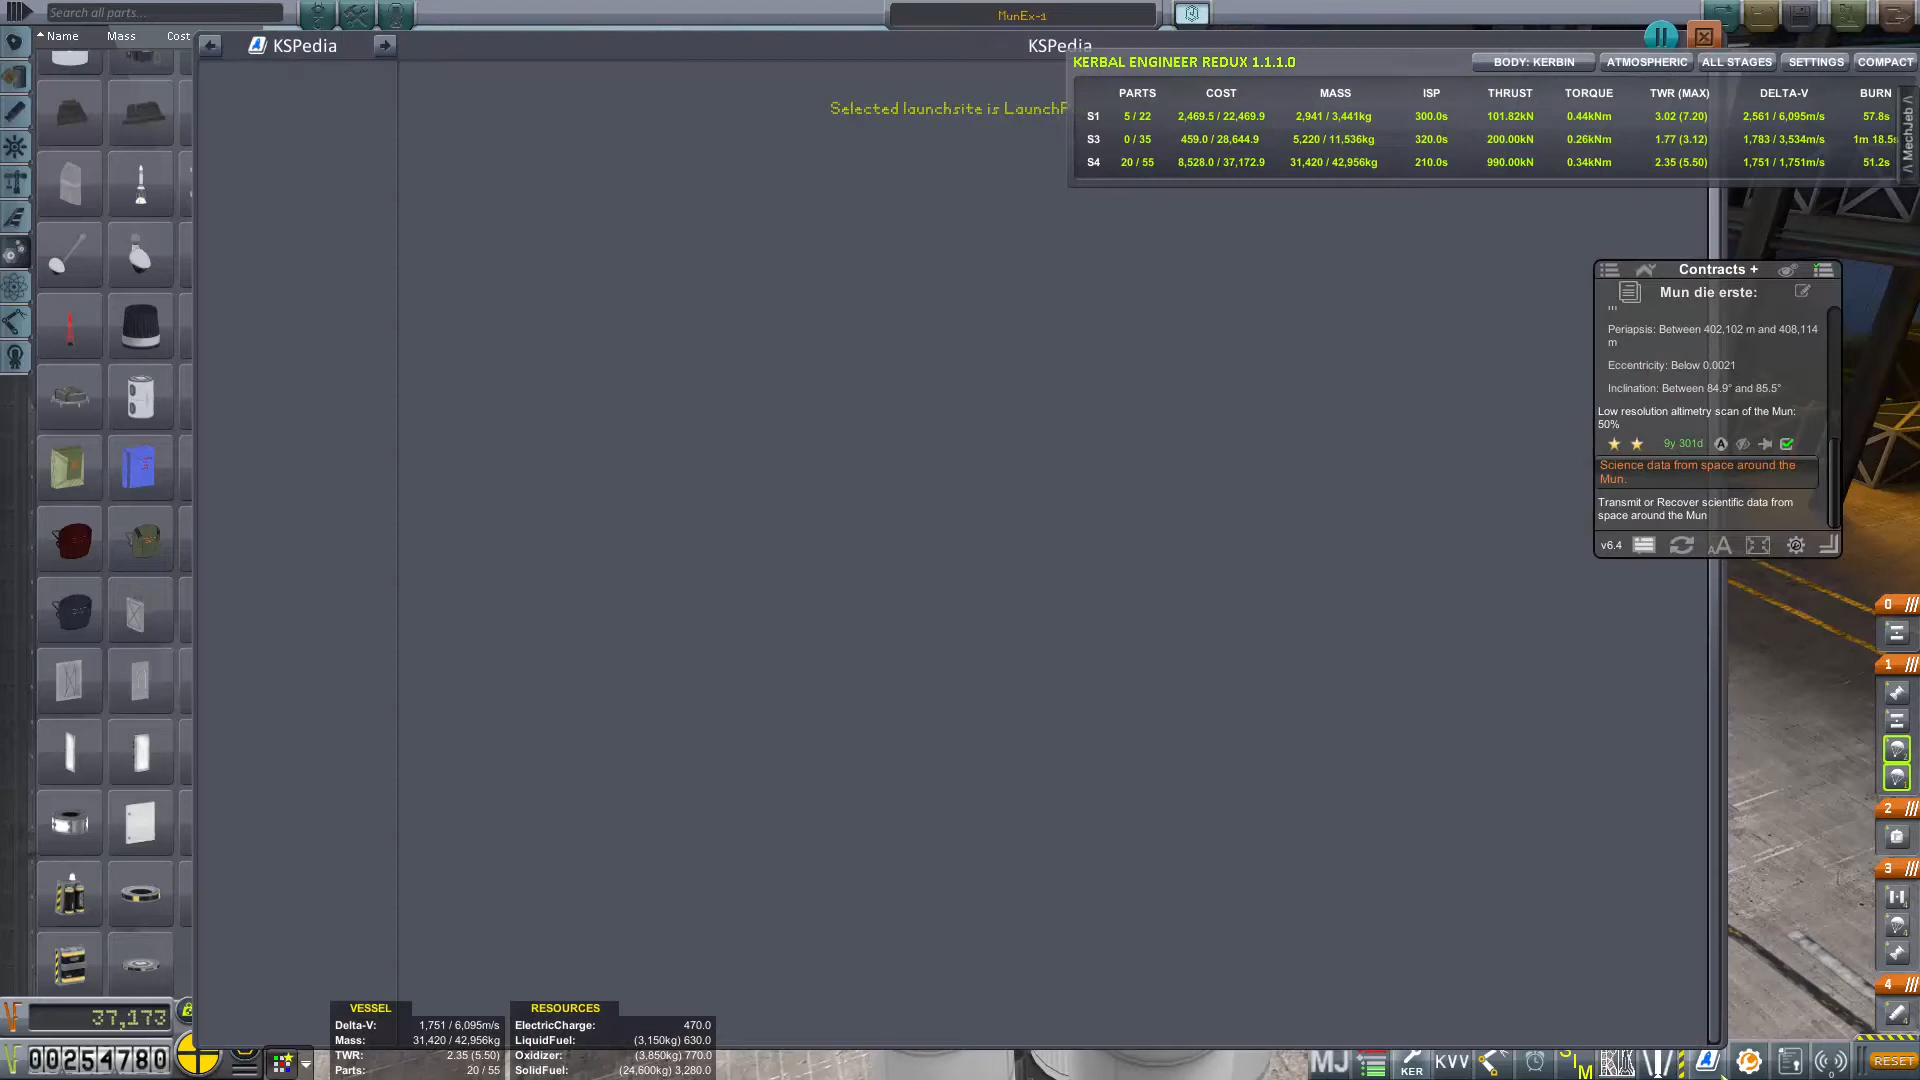 Search all parts...
MunEx-1
Name Mass Cost
KSPedia
KSPedia
Selected launchsite is Launch
KERBAL ENGINEER REDUX 1.1.1.0
BODY: KERBIN ATMOSPHERIC ALL STAGES SETTINGS COMPACT
PARTS COST MASS ISP THRUST TORQUE TWR (MAX) DELTA-V BURN
S1 5 / 22 2,469.5 / 22,469.9 2,941 / 3,441kg 300.0s 101.82kN 0.44kNm 3.02 (7.20) 2,561 / 6,095m/s 57.8s
S3 0 / 35 459.0 / 28,644.9 5,220 / 11,536kg 320.0s 200.00kN 0.26kNm 1.77 (3.12) 1,783 / 3,534m/s 1m 18.5s
S4 20 / 55 8,528.0 / 37,172.9 31,420 / 42,956kg 210.0s 990.00kN 0.34kNm 2.35 (5.50) 1,751 / 1,751m/s 51.2s
/\ MechJeb /\
Contracts +
Mun die erste:
Periapsis: Between 402,102 m and 408,114
m
Eccentricity: Below 0.0021
Inclination: Between 84.9° and 85.5°
Low resolution altimetry scan of the Mun:
50%
9y 301d
A
Science data from space around the
Mun.
Transmit or Recover scientific data from
space around the Mun
v6.4
AA
0
1
2
3
4
37,173
00254780
VESSEL
Delta-V: 1,751 / 6,095m/s
Mass: 31,420 / 42,956kg
TWR: 2.35 (5.50)
Parts: 20 / 55
RESOURCES
ElectricCharge: 470.0
LiquidFuel: (3,150kg) 630.0
Oxidizer: (3,850kg) 770.0
SolidFuel: (24,600kg) 3,280.0
MJ
KER
KVV
0
RESET